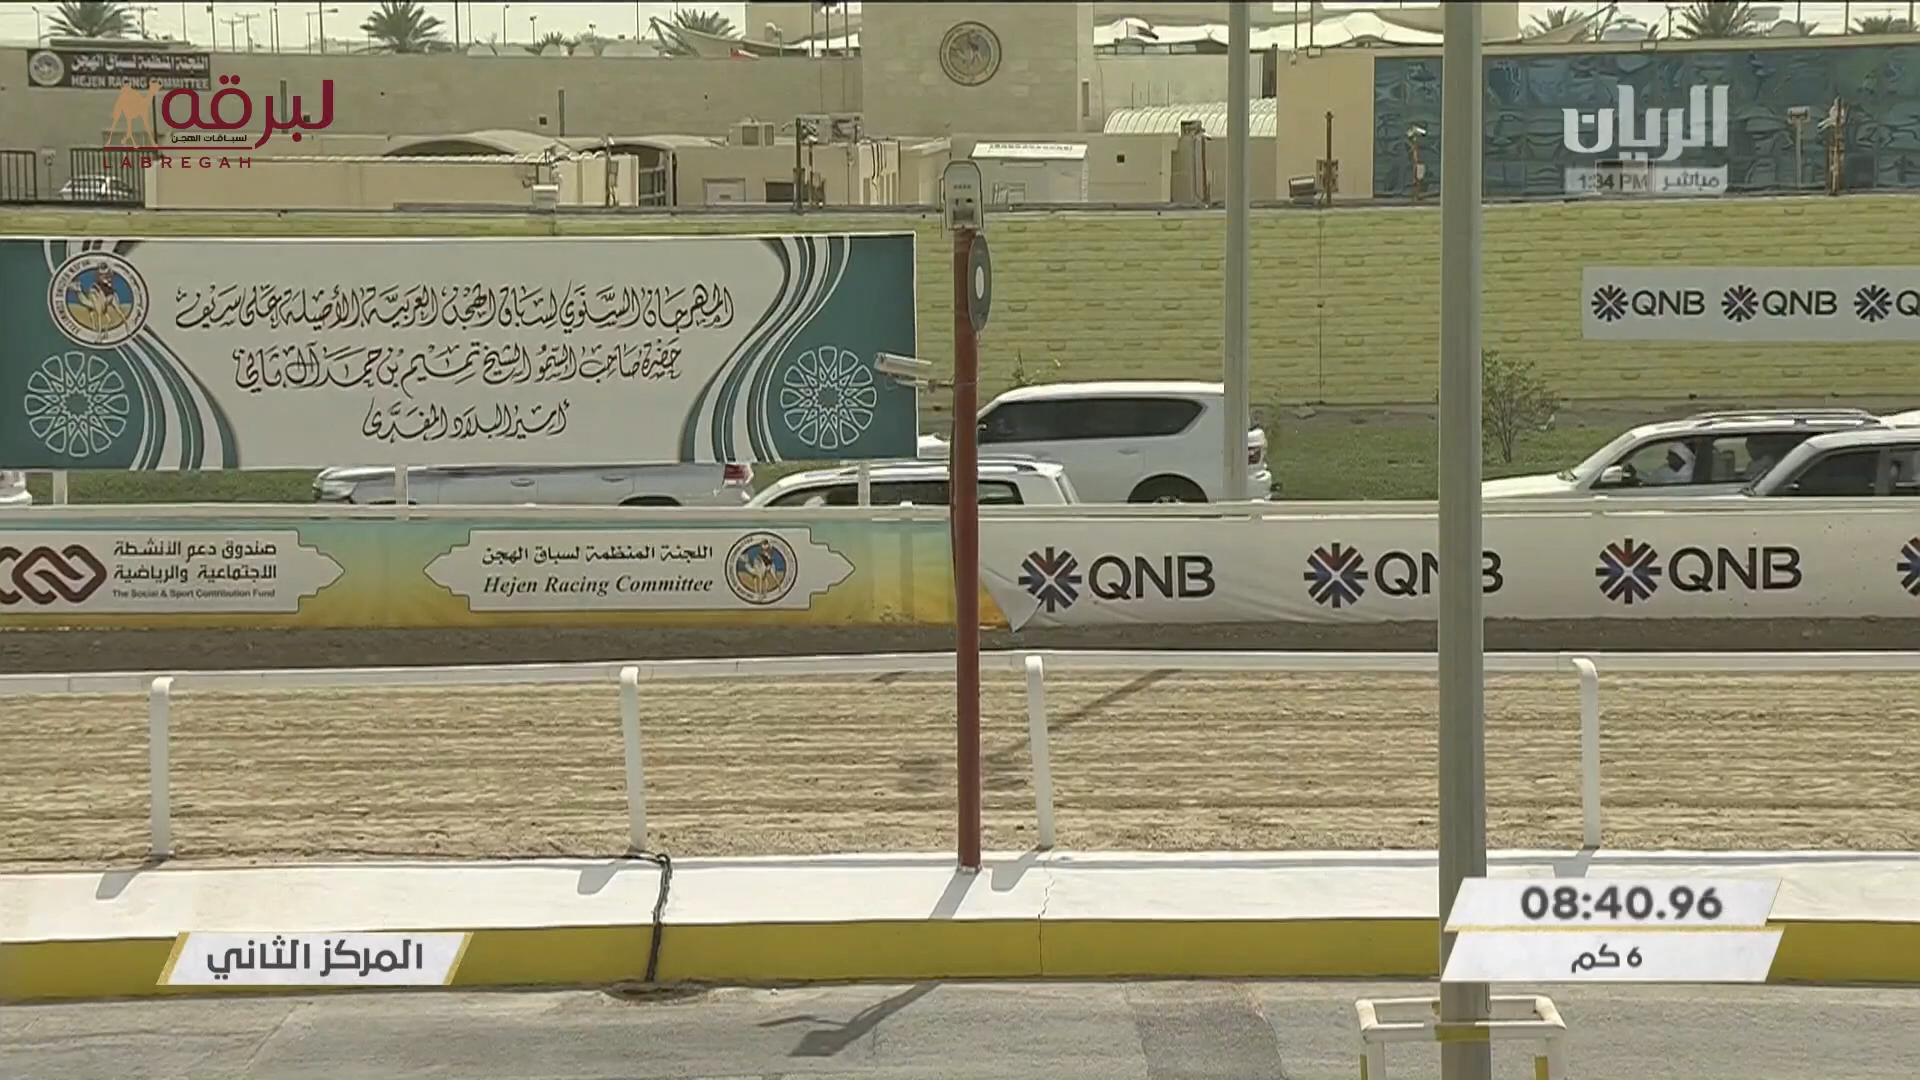 اللجنة المنظمة لسباق الهجن
HEJEN RACING COMMITTEE
لبرقه
لسباقات الهجن
LABREGAH
الريان
1:34 PM مباشر
المهرجان السنوي لسباق الهجن العربية الأصيلة على سيف
حضرة صاحب السمو الشيخ تميم بن حمد آل ثاني
أمير البلاد المفدى
QNB QNB Q
صندوق دعم الأنشطة
الاجتماعية والرياضية
The Social & Sport Contribution Fund
اللجنة المنظمة لسباق الهجن
Hejen Racing Committee
QNB QNB QNB
08:40.96
6 كم
المركز الثاني